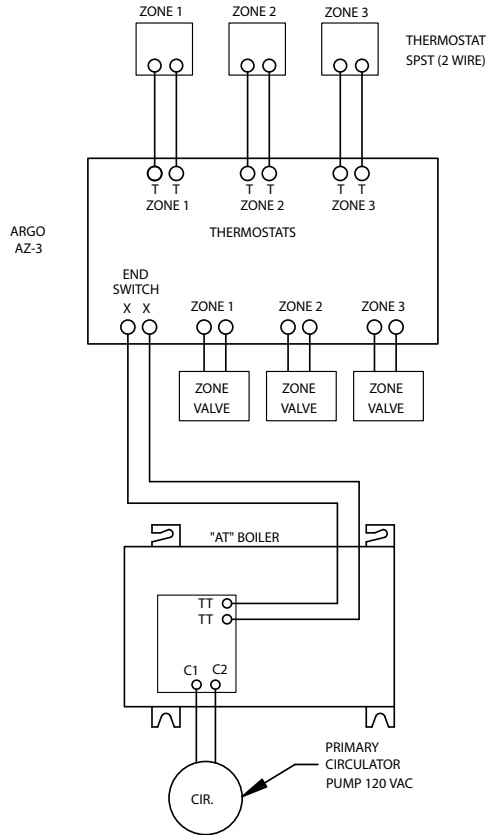 ZONE 1
ZONE 2
ZONE 3
THERMOSTAT
SPST (2 WIRE)
T T
T T
T T
ZONE 1
ZONE 2
ZONE 3
ARGO
AZ-3
THERMOSTATS
END
SWITCH
X X
ZONE 1
ZONE 2
ZONE 3
ZONE
VALVE
ZONE
VALVE
ZONE
VALVE
"AT" BOILER
TT
TT
C1 C2
PRIMARY
CIRCULATOR
PUMP 120 VAC
CIR.